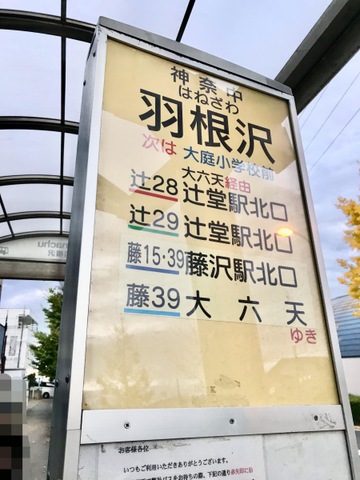 神奈中
はねざわ
羽根沢
次は 大庭小学校前
大六天経由
辻28 辻堂駅北口
辻29 辻堂駅北口
藤15・39 藤沢駅北口
藤39 大六天
ゆき
お客様各位
いつもご利用いただきありがとうございます。